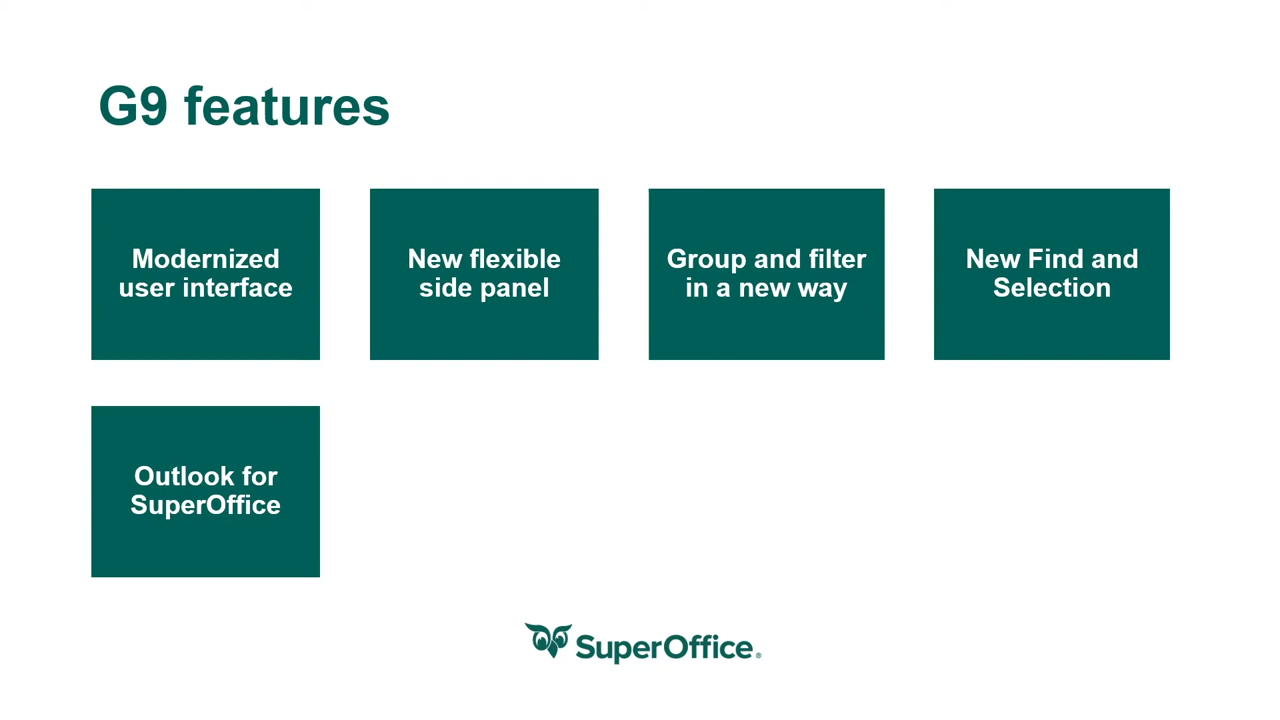 G9 features
Modernized
user interface
New flexible
side panel
Group and filter
in a new way
New Find and
Selection
Outlook for
SuperOffice
SuperOffice®